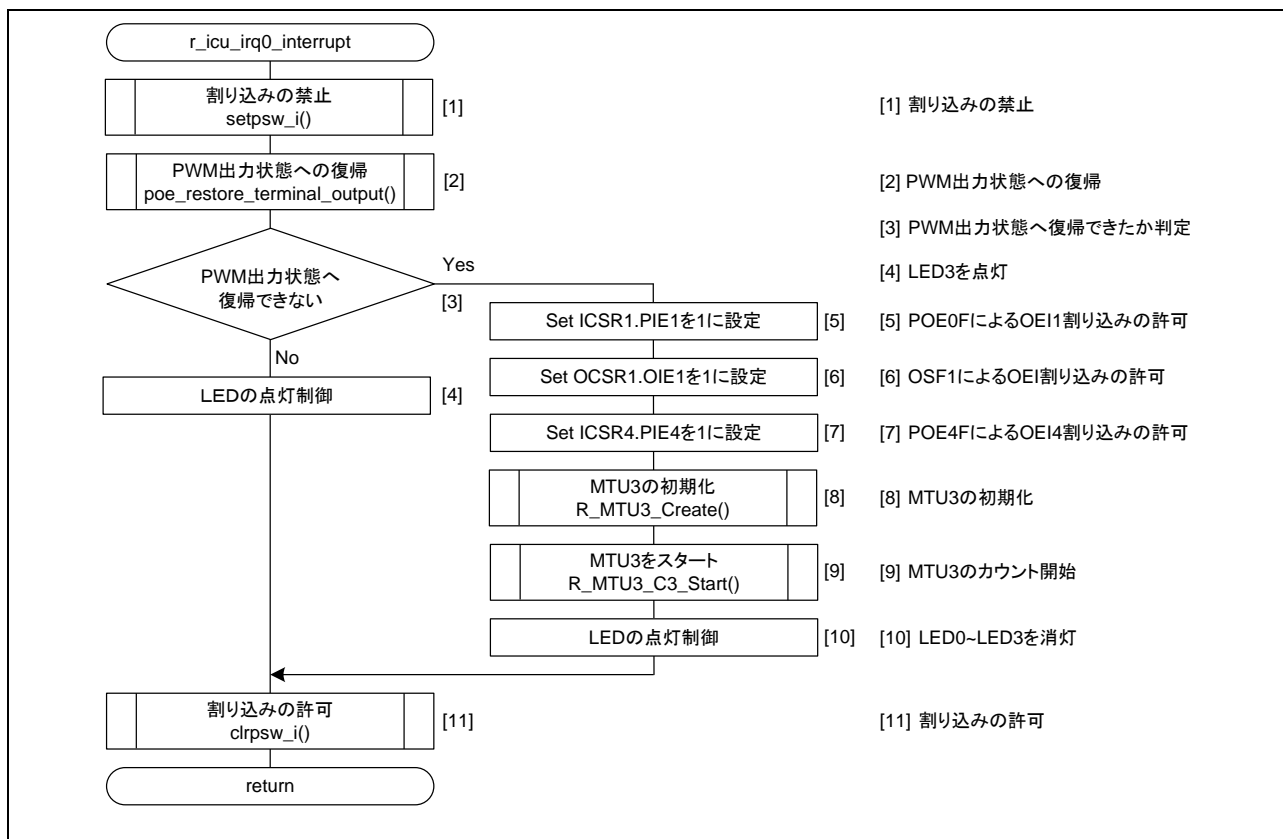 r_icu_irq0_interrupt
割り込みの禁止
setpsw_i()
[1]
[1] 割り込みの禁止
PWM出力状態への復帰
poe_restore_terminal_output()
[2]
[2] PWM出力状態への復帰
[3] PWM出力状態へ復帰できたか判定
PWM出力状態へ
復帰できない
Yes
[3]
No
[4] LED3を点灯
Set ICSR1.PIE1を1に設定
[5]
[5] POE0FによるOEI1割り込みの許可
Set OCSR1.OIE1を1に設定
[6]
[6] OSF1によるOEI割り込みの許可
LEDの点灯制御
[4]
Set ICSR4.PIE4を1に設定
[7]
[7] POE4FによるOEI4割り込みの許可
MTU3の初期化
R_MTU3_Create()
[8]
[8] MTU3の初期化
MTU3をスタート
R_MTU3_C3_Start()
[9]
[9] MTU3のカウント開始
LEDの点灯制御
[10]
[10] LED0~LED3を消灯
割り込みの許可
clrpsw_i()
[11]
[11] 割り込みの許可
return